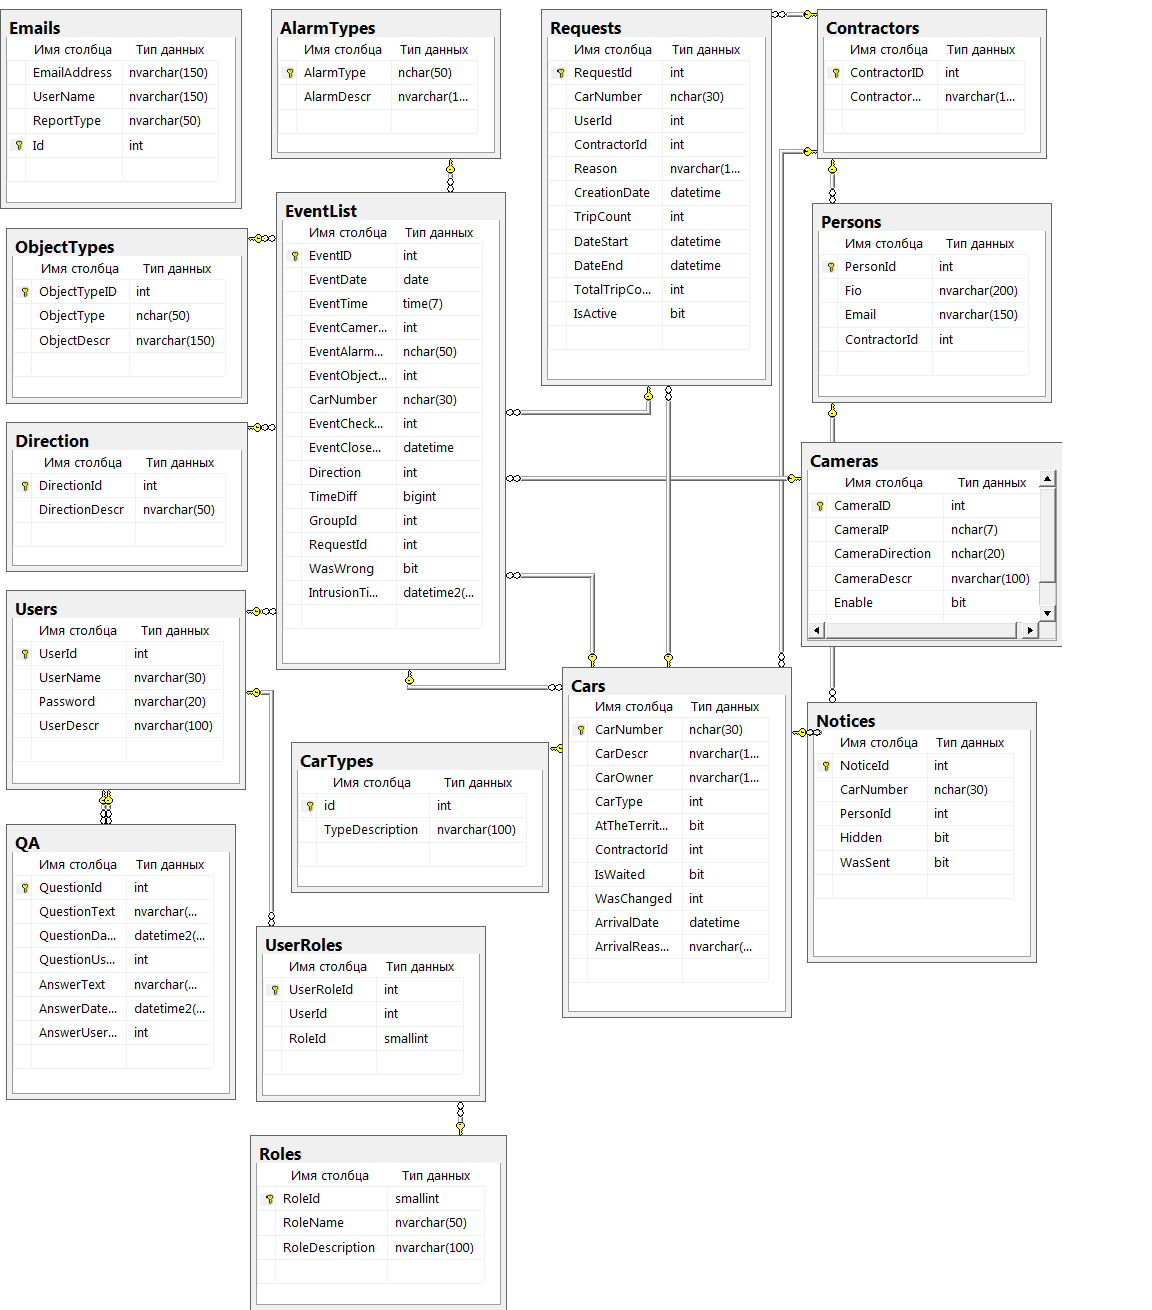 Emails
Имя столбца Тип данных
EmailAddress nvarchar(150)
UserName nvarchar(150)
ReportType nvarchar(50)
Id int
AlarmTypes
Имя столбца Тип данных
AlarmType nchar(50)
AlarmDescr nvarchar(1...
Requests
Имя столбца Тип данных
RequestId int
CarNumber nchar(30)
UserId int
ContractorId int
Reason nvarchar(1...
CreationDate datetime
TripCount int
DateStart datetime
DateEnd datetime
TotalTripCo... int
IsActive bit
Contractors
Имя столбца Тип данных
ContractorID int
Contractor... nvarchar(1...
EventList
Имя столбца Тип данных
EventID int
EventDate date
EventTime time(7)
EventCamer... int
EventAlarm... nchar(50)
EventObject... int
CarNumber nchar(30)
EventCheck... int
EventClose... datetime
Direction int
TimeDiff bigint
GroupId int
RequestId int
WasWrong bit
IntrusionTi... datetime2(...
ObjectTypes
Имя столбца Тип данных
ObjectTypeID int
ObjectType nchar(50)
ObjectDescr nvarchar(150)
Persons
Имя столбца Тип данных
PersonId int
Fio nvarchar(200)
Email nvarchar(150)
ContractorId int
Direction
Имя столбца Тип данных
DirectionId int
DirectionDescr nvarchar(50)
Cameras
Имя столбца Тип данных
CameraID int
CameraIP nchar(7)
CameraDirection nchar(20)
CameraDescr nvarchar(100)
Enable bit
Users
Имя столбца Тип данных
UserId int
UserName nvarchar(30)
Password nvarchar(20)
UserDescr nvarchar(100)
Cars
Имя столбца Тип данных
CarNumber nchar(30)
CarDescr nvarchar(1...
CarOwner nvarchar(1...
CarType int
AtTheTerrit... bit
ContractorId int
IsWaited bit
WasChanged int
ArrivalDate datetime
ArrivalReas... nvarchar(...
Notices
Имя столбца Тип данных
NoticeId int
CarNumber nchar(30)
PersonId int
Hidden bit
WasSent bit
CarTypes
Имя столбца Тип данных
id int
TypeDescription nvarchar(100)
QA
Имя столбца Тип данных
QuestionId int
QuestionText nvarchar(...
QuestionDa... datetime2(...
QuestionUs... int
AnswerText nvarchar(...
AnswerDate... datetime2(...
AnswerUser... int
UserRoles
Имя столбца Тип данных
UserRoleId int
UserId int
RoleId smallint
Roles
Имя столбца Тип данных
RoleId smallint
RoleName nvarchar(50)
RoleDescription nvarchar(100)